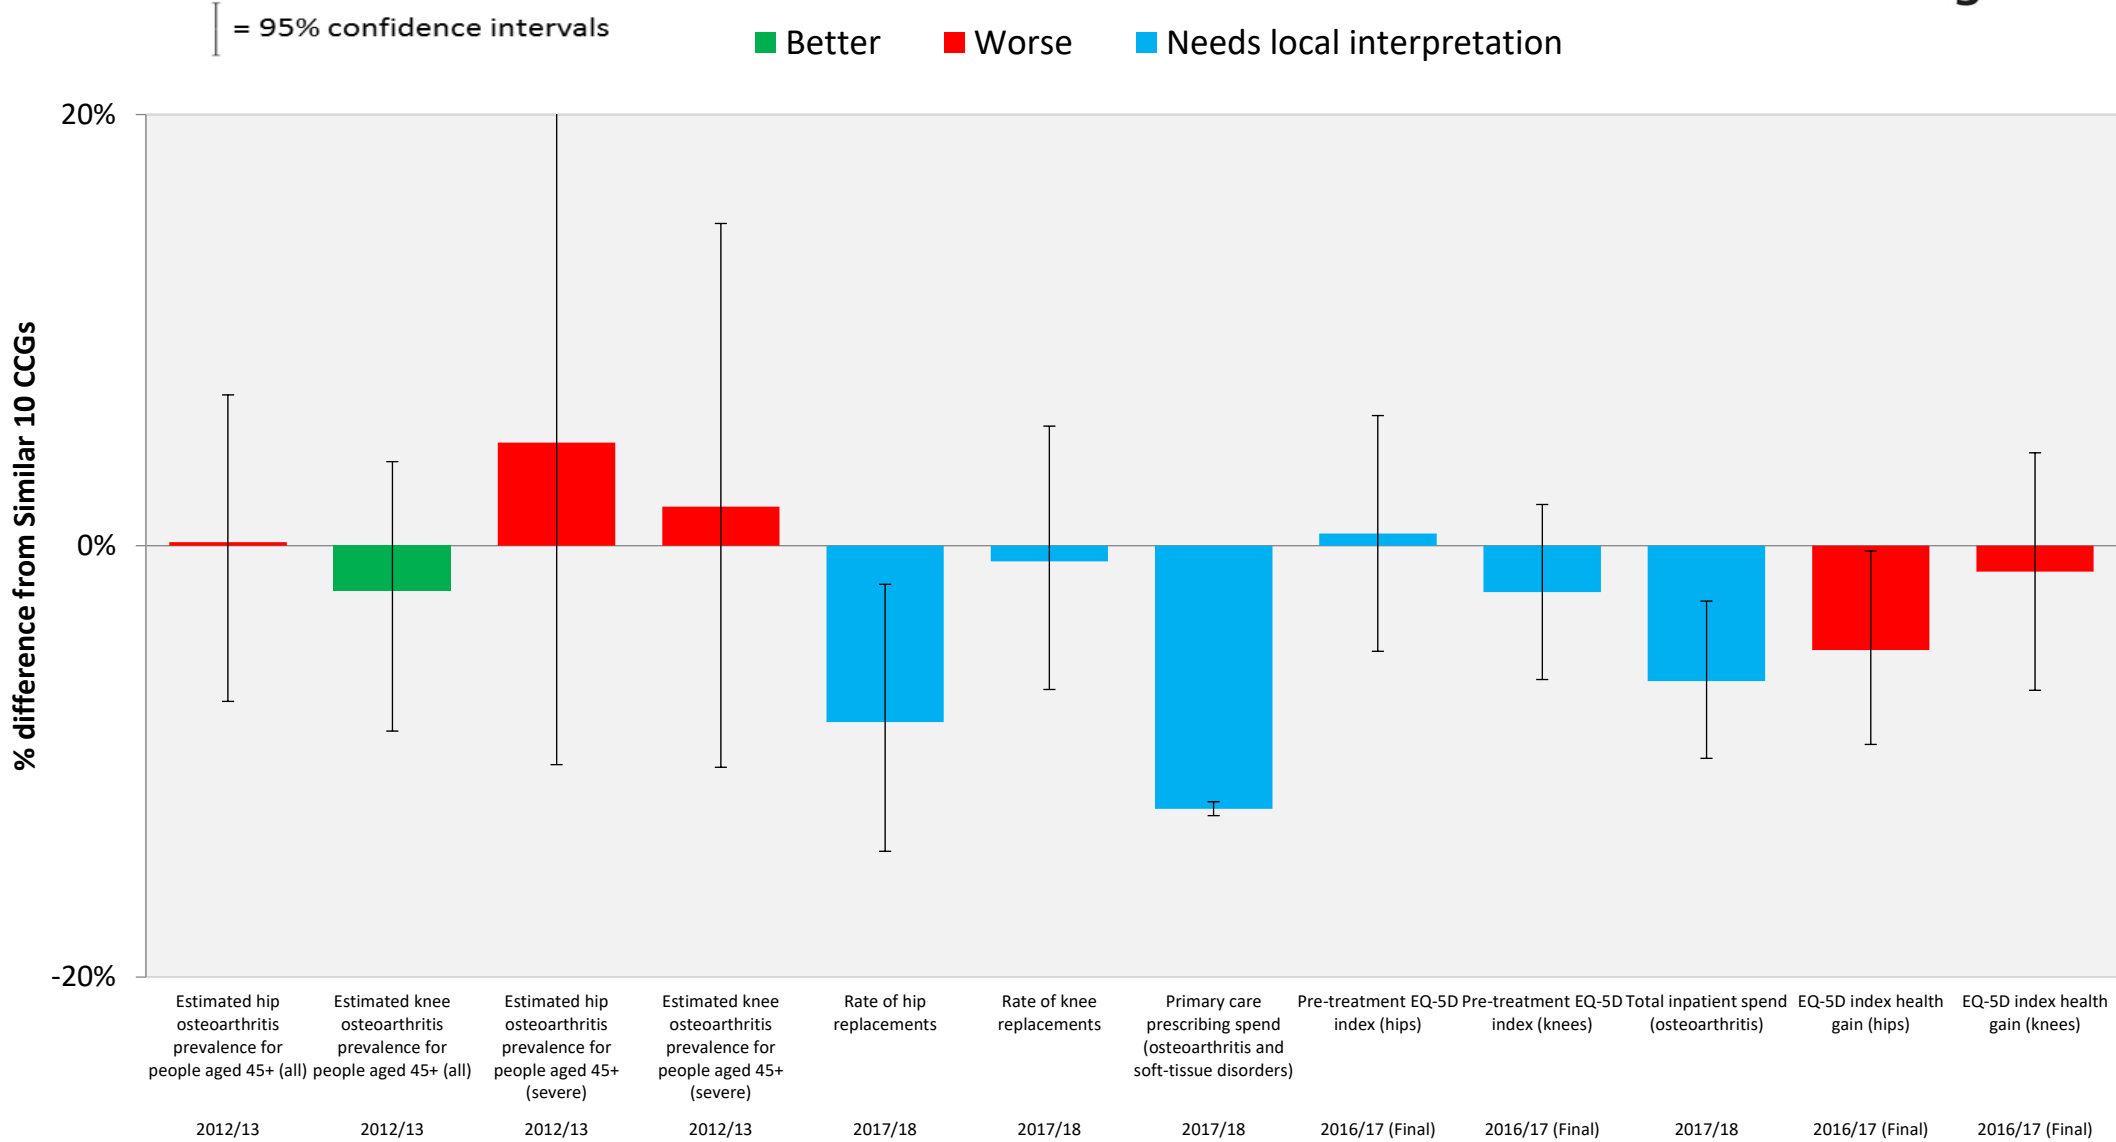 = 95% confidence intervals
Better Worse Needs local interpretation
20%
0%
-20%
% difference from Similar 10 CCGs
Estimated hip
osteoarthritis
prevalence for
people aged 45+ (all)
2012/13
Estimated knee
osteoarthritis
prevalence for
people aged 45+ (all)
2012/13
Estimated hip
osteoarthritis
prevalence for
people aged 45+
(severe)
2012/13
Estimated knee
osteoarthritis
prevalence for
people aged 45+
(severe)
2012/13
Rate of hip
replacements
2017/18
Rate of knee
replacements
2017/18
Primary care
prescribing spend
(osteoarthritis and
soft-tissue disorders)
2017/18
Pre-treatment EQ-5D
index (hips)
2016/17 (Final)
Pre-treatment EQ-5D
index (knees)
2016/17 (Final)
Total inpatient spend
(osteoarthritis)
2017/18
EQ-5D index health
gain (hips)
2016/17 (Final)
EQ-5D index health
gain (knees)
2016/17 (Final)